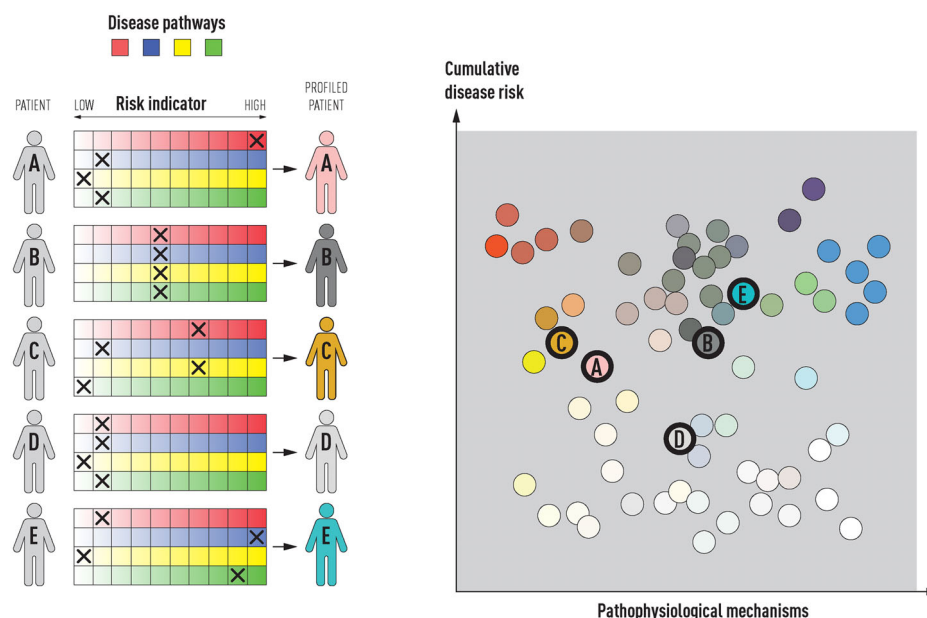 Disease pathways
PATIENT
LOW Risk indicator HIGH
PROFILED
PATIENT
A
A
B
B
C
C
D
D
E
E
Cumulative
disease risk
E
C
B
A
D
Pathophysiological mechanisms